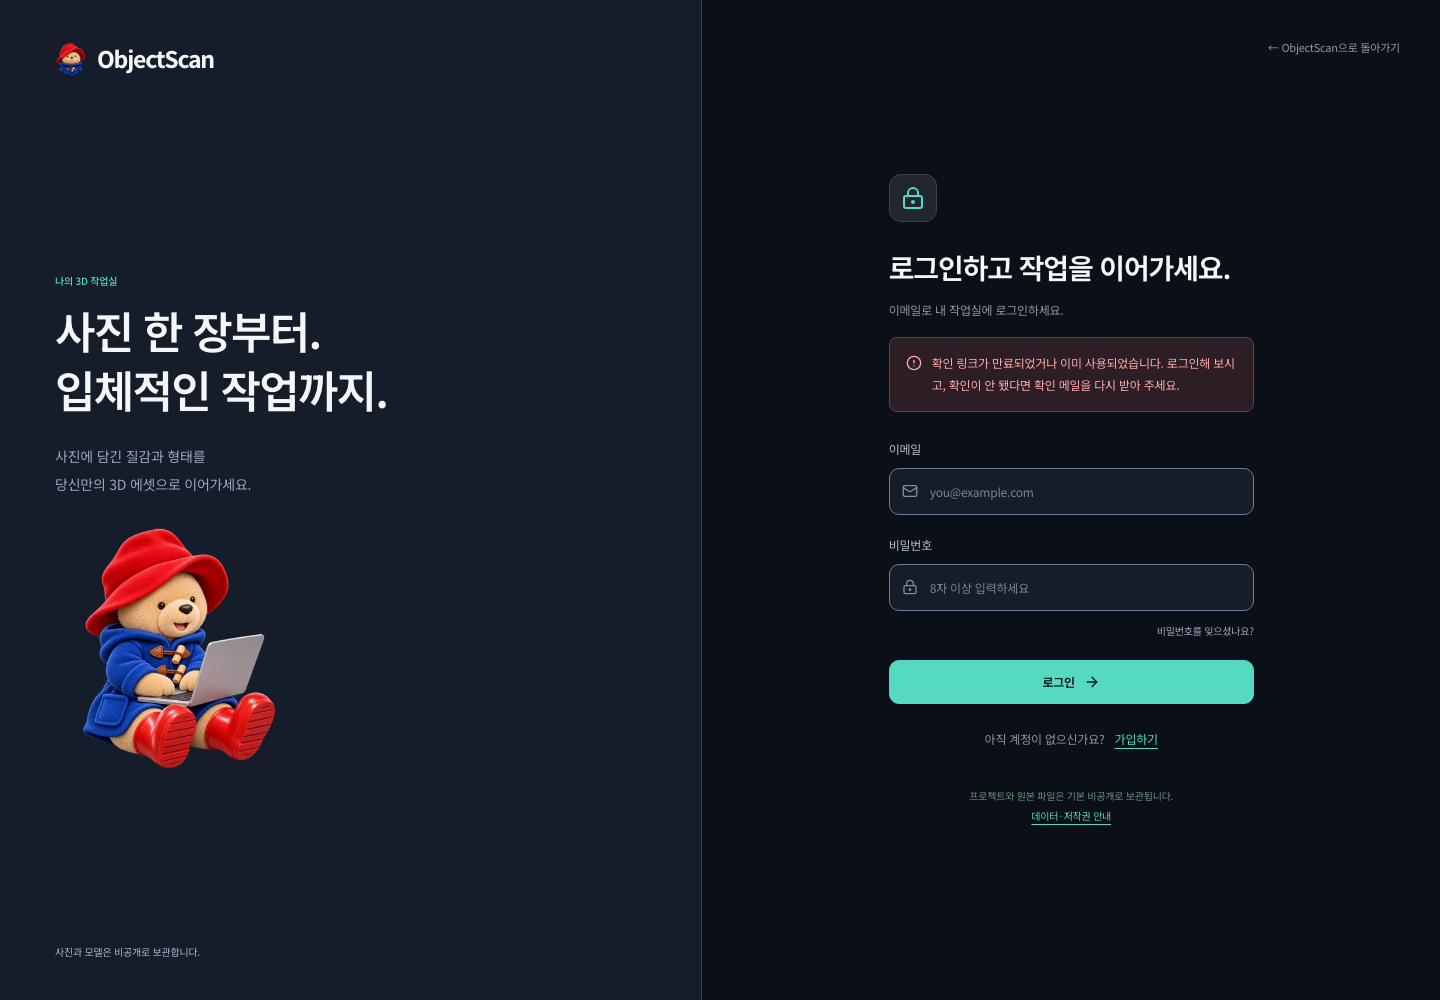 ObjectScan
나의 3D 작업실
사진 한 장부터.
입체적인 작업까지.
사진에 담긴 질감과 형태를
당신만의 3D 에셋으로 이어가세요.
사진과 모델은 비공개로 보관합니다.
← ObjectScan으로 돌아가기
로그인하고 작업을 이어가세요.
이메일로 내 작업실에 로그인하세요.
확인 링크가 만료되었거나 이미 사용되었습니다. 로그인해 보시
고, 확인이 안 됐다면 확인 메일을 다시 받아 주세요.
이메일
you@example.com
비밀번호
8자 이상 입력하세요
비밀번호를 잊으셨나요?
로그인 →
아직 계정이 없으신가요? 가입하기
프로젝트와 원본 파일은 기본 비공개로 보관됩니다.
데이터·저작권 안내